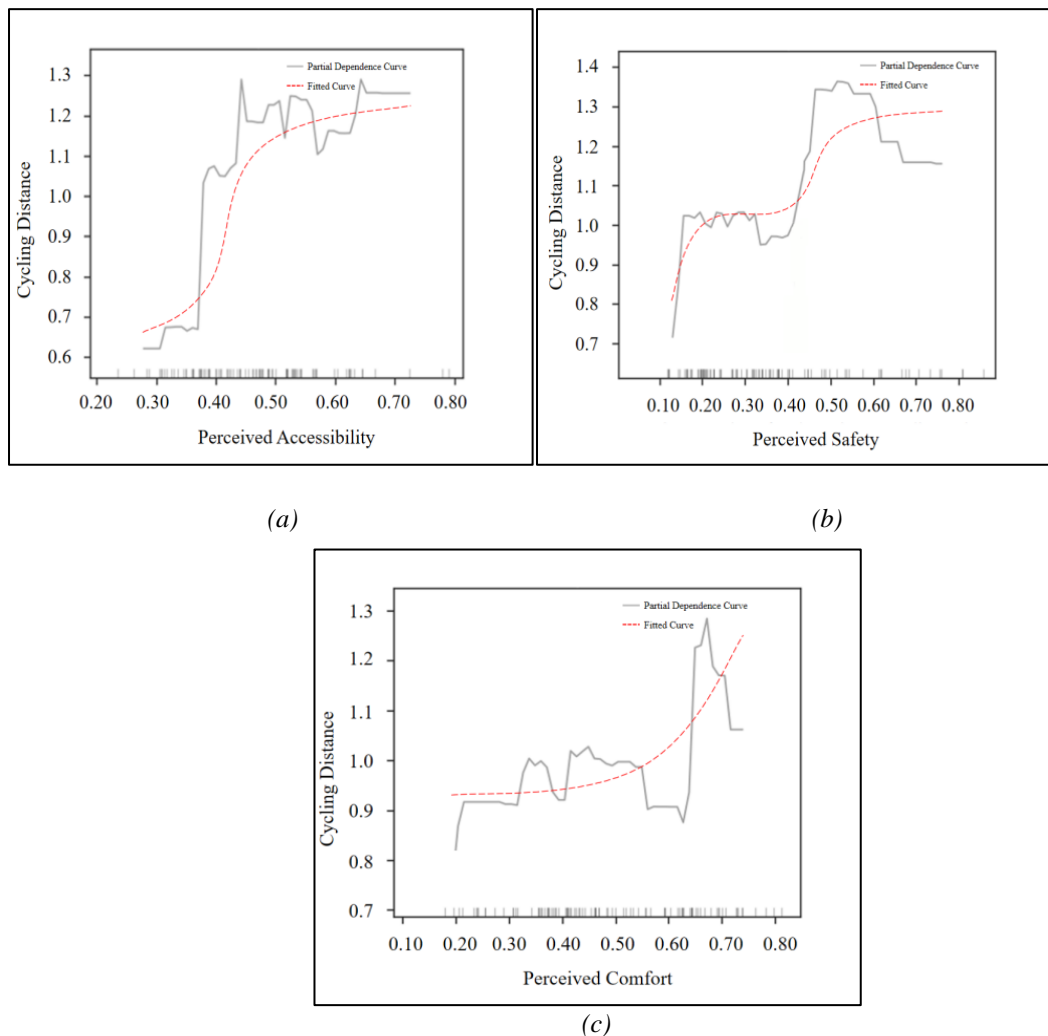 1.3
1.2
1.1
1.0
0.9
0.8
0.7
0.6
Cycling Distance
Partial Dependence Curve
Fitted Curve
0.20 0.30 0.40 0.50 0.60 0.70 0.80
Perceived Accessibility
1.4
1.3
1.2
1.1
1.0
0.9
0.8
0.7
Cycling Distance
Partial Dependence Curve
Fitted Curve
0.10 0.20 0.30 0.40 0.50 0.60 0.70 0.80
Perceived Safety
(a)
(b)
1.3
1.2
1.1
1.0
0.9
0.8
0.7
Cycling Distance
Partial Dependence Curve
Fitted Curve
0.10 0.20 0.30 0.40 0.50 0.60 0.70 0.80
Perceived Comfort
(c)